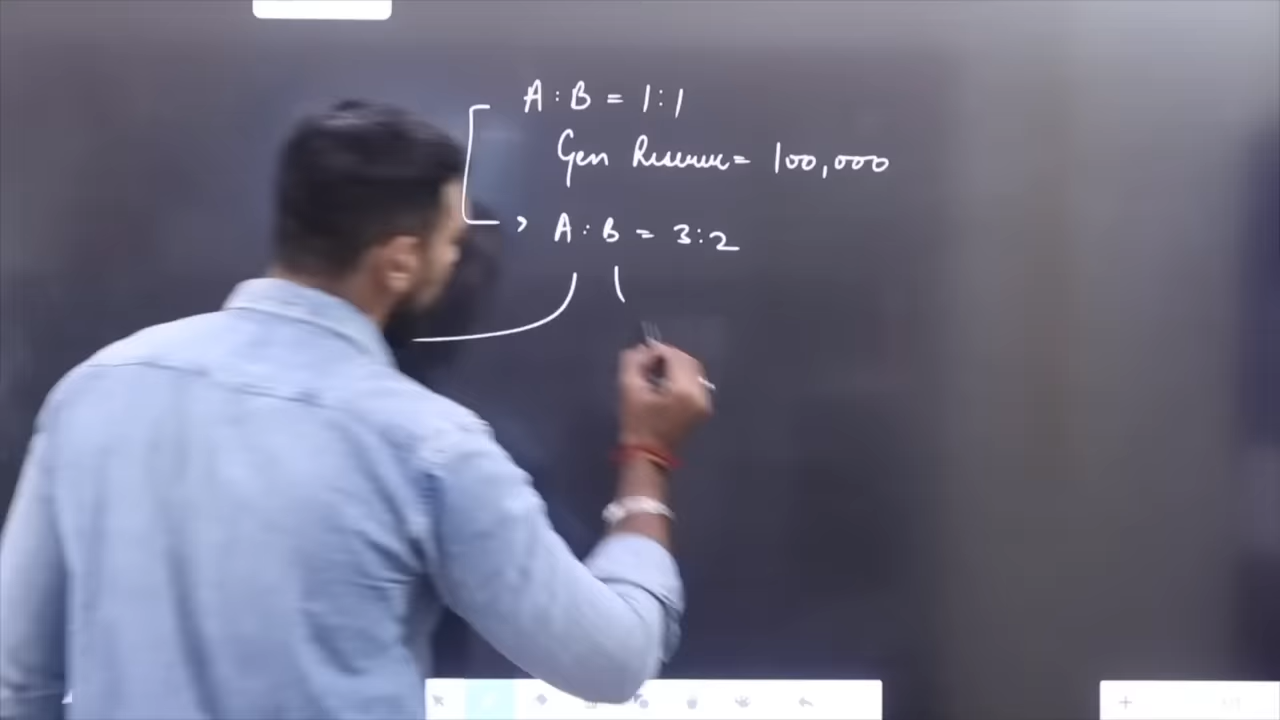 A : B = 1 : 1
Gen Reserve = 100,000
A : B = 3 : 2